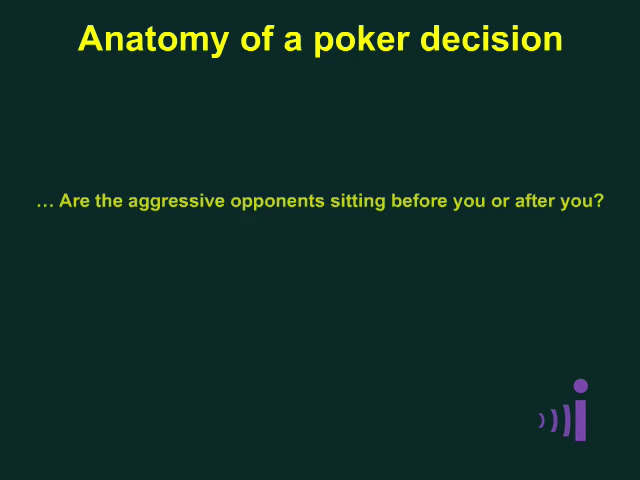 Anatomy of a poker decision
… Are the aggressive opponents sitting before you or after you?